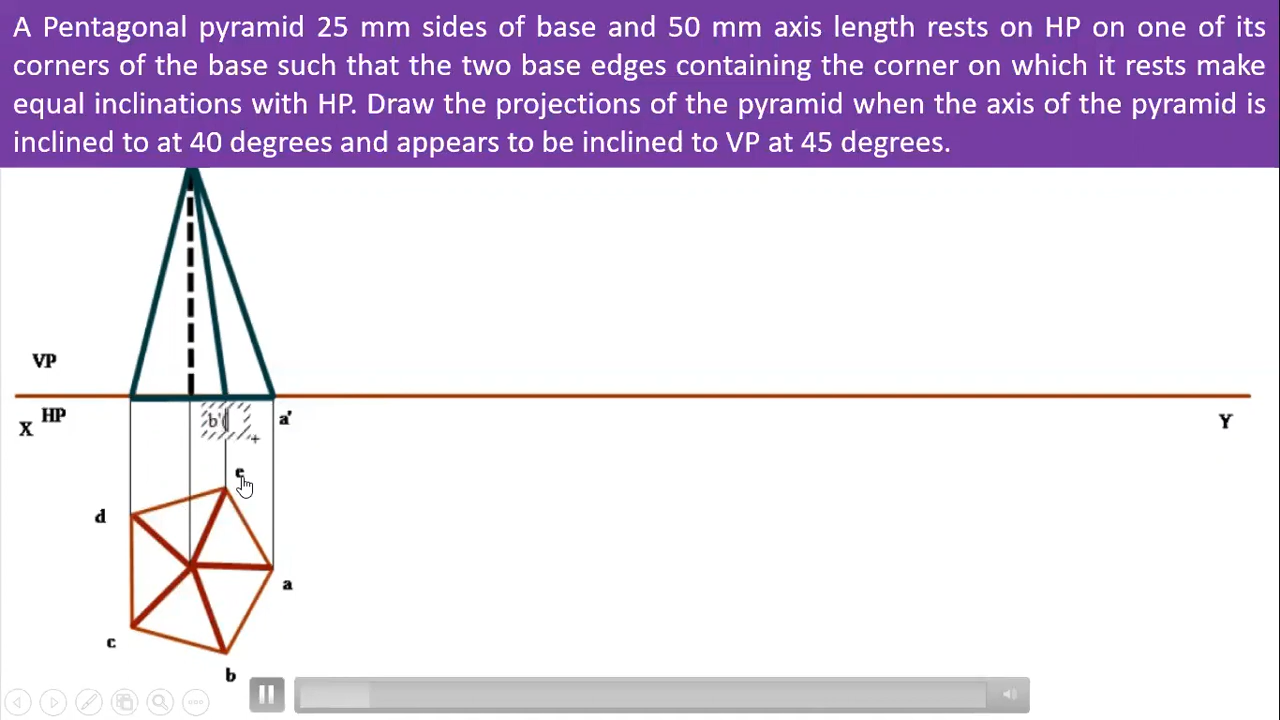 A Pentagonal pyramid 25 mm sides of base and 50 mm axis length rests on HP on one of its
corners of the base such that the two base edges containing the corner on which it rests make
equal inclinations with HP. Draw the projections of the pyramid when the axis of the pyramid is
inclined to at 40 degrees and appears to be inclined to VP at 45 degrees.
VP
X HP
b'(
a'
Y
e
d
a
c
b